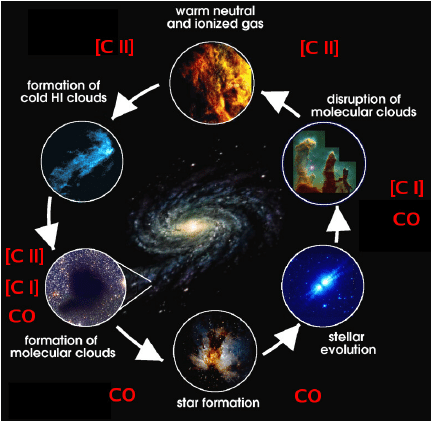 warm neutral
and ionized gas
[C II]
[C II]
formation of
cold HI clouds
disruption of
molecular clouds
[C I]
CO
[C II]
[C I]
CO
formation of
molecular clouds
stellar
evolution
CO
star formation
CO